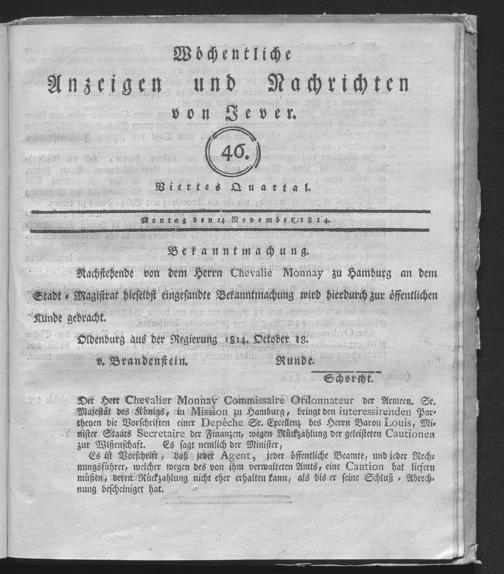 Wöchentliche
Anzeigen und Nachrichten
von Jever.
46.
Viertes Quartal.
Montag den 14 November, 1814.
Bekanntmachung.
Nachstehende von dem Herrn Chevalie Monnay zu Hamburg an dem
Stadt-Magistrat hieselbst eingesandte Bekanntmachung wird hierdurch zur öffentlichen
Kunde gebracht.
Oldenburg aus der Regierung 1814. October 18.
v. Brandenstein. Runde.
Schorcht.
Der Herr Chevalier Monnay Commissaire Ordonnateur der Armeen. Sr.
Majestät des Königs, in Mission zu Hamburg, bringt den interessirenden Par-
theyen die Vorschriften einer Depêche Sr. Excellenz des Herrn Baron Louis, Mi-
nister Staats Secretaire der Finanzen, wegen Rückzahlung der geleisteten Cautionen
zur Wissenschaft. Es sagt nemlich der Minister,
Es ist Vorschrift, daß jeder Agent, jeder öffentliche Beamte, und jeder Rech-
nungsführer, welcher wegen des von ihm verwalteten Amts, eine Caution hat liefern
müssen, deren Rückzahlung nicht eher erhalten kann, als bis er seine Schluß-Abrech-
nung bescheiniget hat.